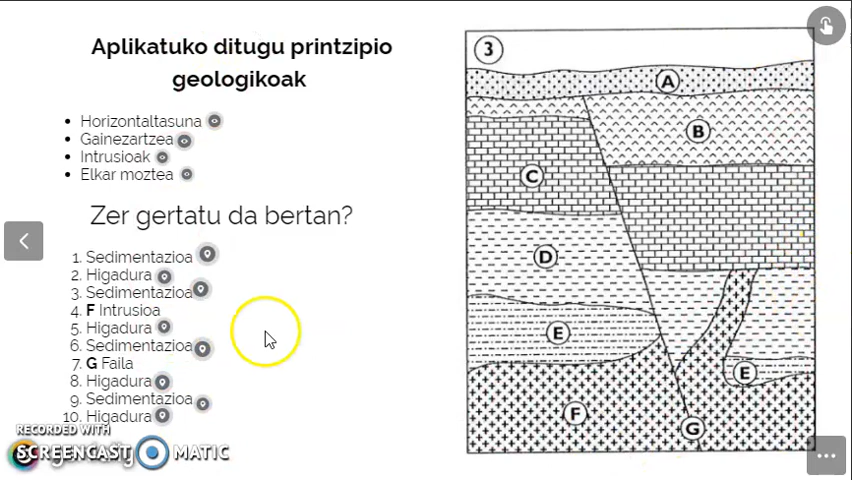 Aplikatuko ditugu printzipio
geologikoak
Horizontaltasuna
Gainezartzea
Intrusioak
Elkar moztea
Zer gertatu da bertan?
1. Sedimentazioa
2. Higadura
3. Sedimentazioa
4. F Intrusioa
5. Higadura
6. Sedimentazioa
7. G Faila
8. Higadura
9. Sedimentazioa
10. Higadura
RECORDED WITH
SCREENCAST MATIC
3
A
B
C
D
E
E
F
G